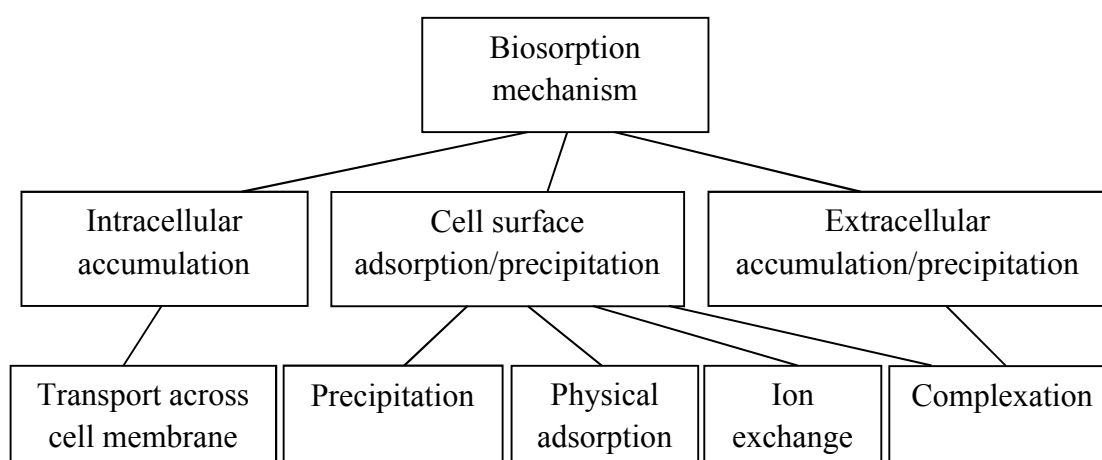 Biosorption
mechanism
Intracellular
accumulation
Cell surface
adsorption/precipitation
Extracellular
accumulation/precipitation
Transport across
cell membrane
Precipitation
Physical
adsorption
Ion
exchange
Complexation